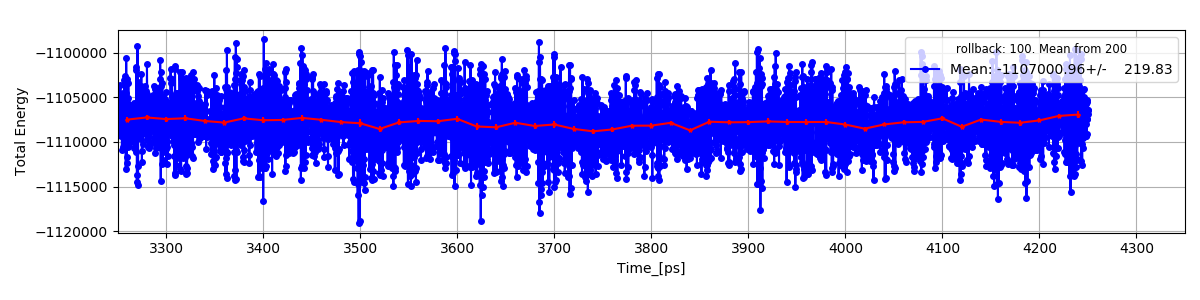 −1100000
−1105000
−1110000
−1115000
−1120000
Total Energy
rollback: 100. Mean from 200
Mean: -1107000.96+/- 219.83
3300 3400 3500 3600 3700 3800 3900 4000 4100 4200 4300
Time_[ps]